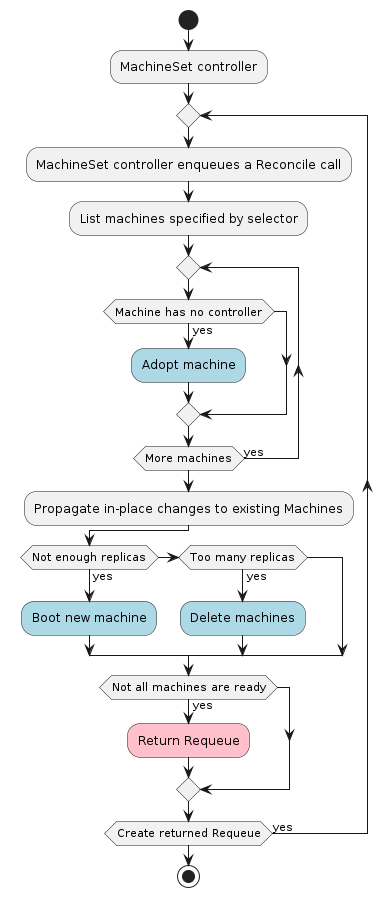 MachineSet controller
MachineSet controller enqueues a Reconcile call
List machines specified by selector
Machine has no controller
yes
Adopt machine
More machines
yes
Propagate in-place changes to existing Machines
Not enough replicas
Too many replicas
yes
yes
Boot new machine
Delete machines
Not all machines are ready
yes
Return Requeue
Create returned Requeue
yes